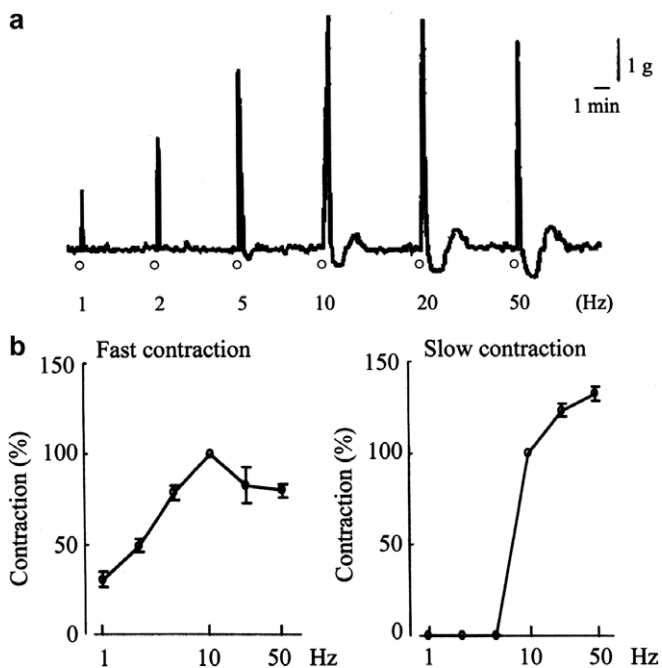 a
1 g
1 min
1 2 5 10 20 50 (Hz)
b
Fast contraction
150
100
50
0
Contraction (%)
1 10 50 Hz
Slow contraction
150
100
50
0
Contraction (%)
1 10 50 Hz